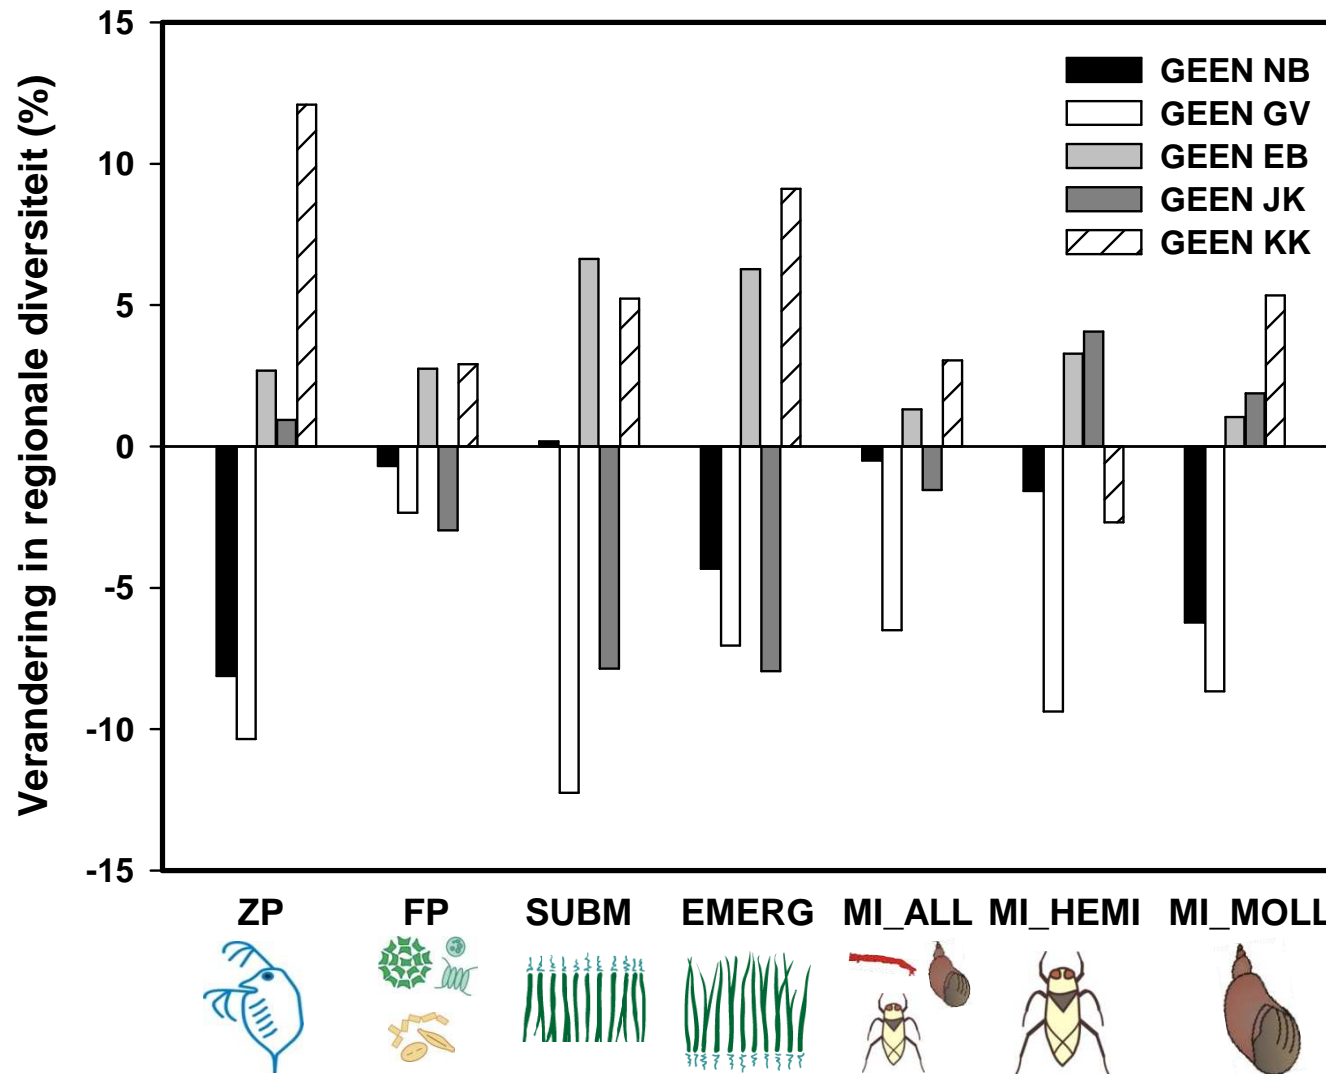 Verandering in regionale diversiteit (%)
15
10
5
0
-5
-10
-15
GEEN NB
GEEN GV
GEEN EB
GEEN JK
GEEN KK
ZP FP SUBM EMERG MI_ALL MI_HEMI MI_MOLL